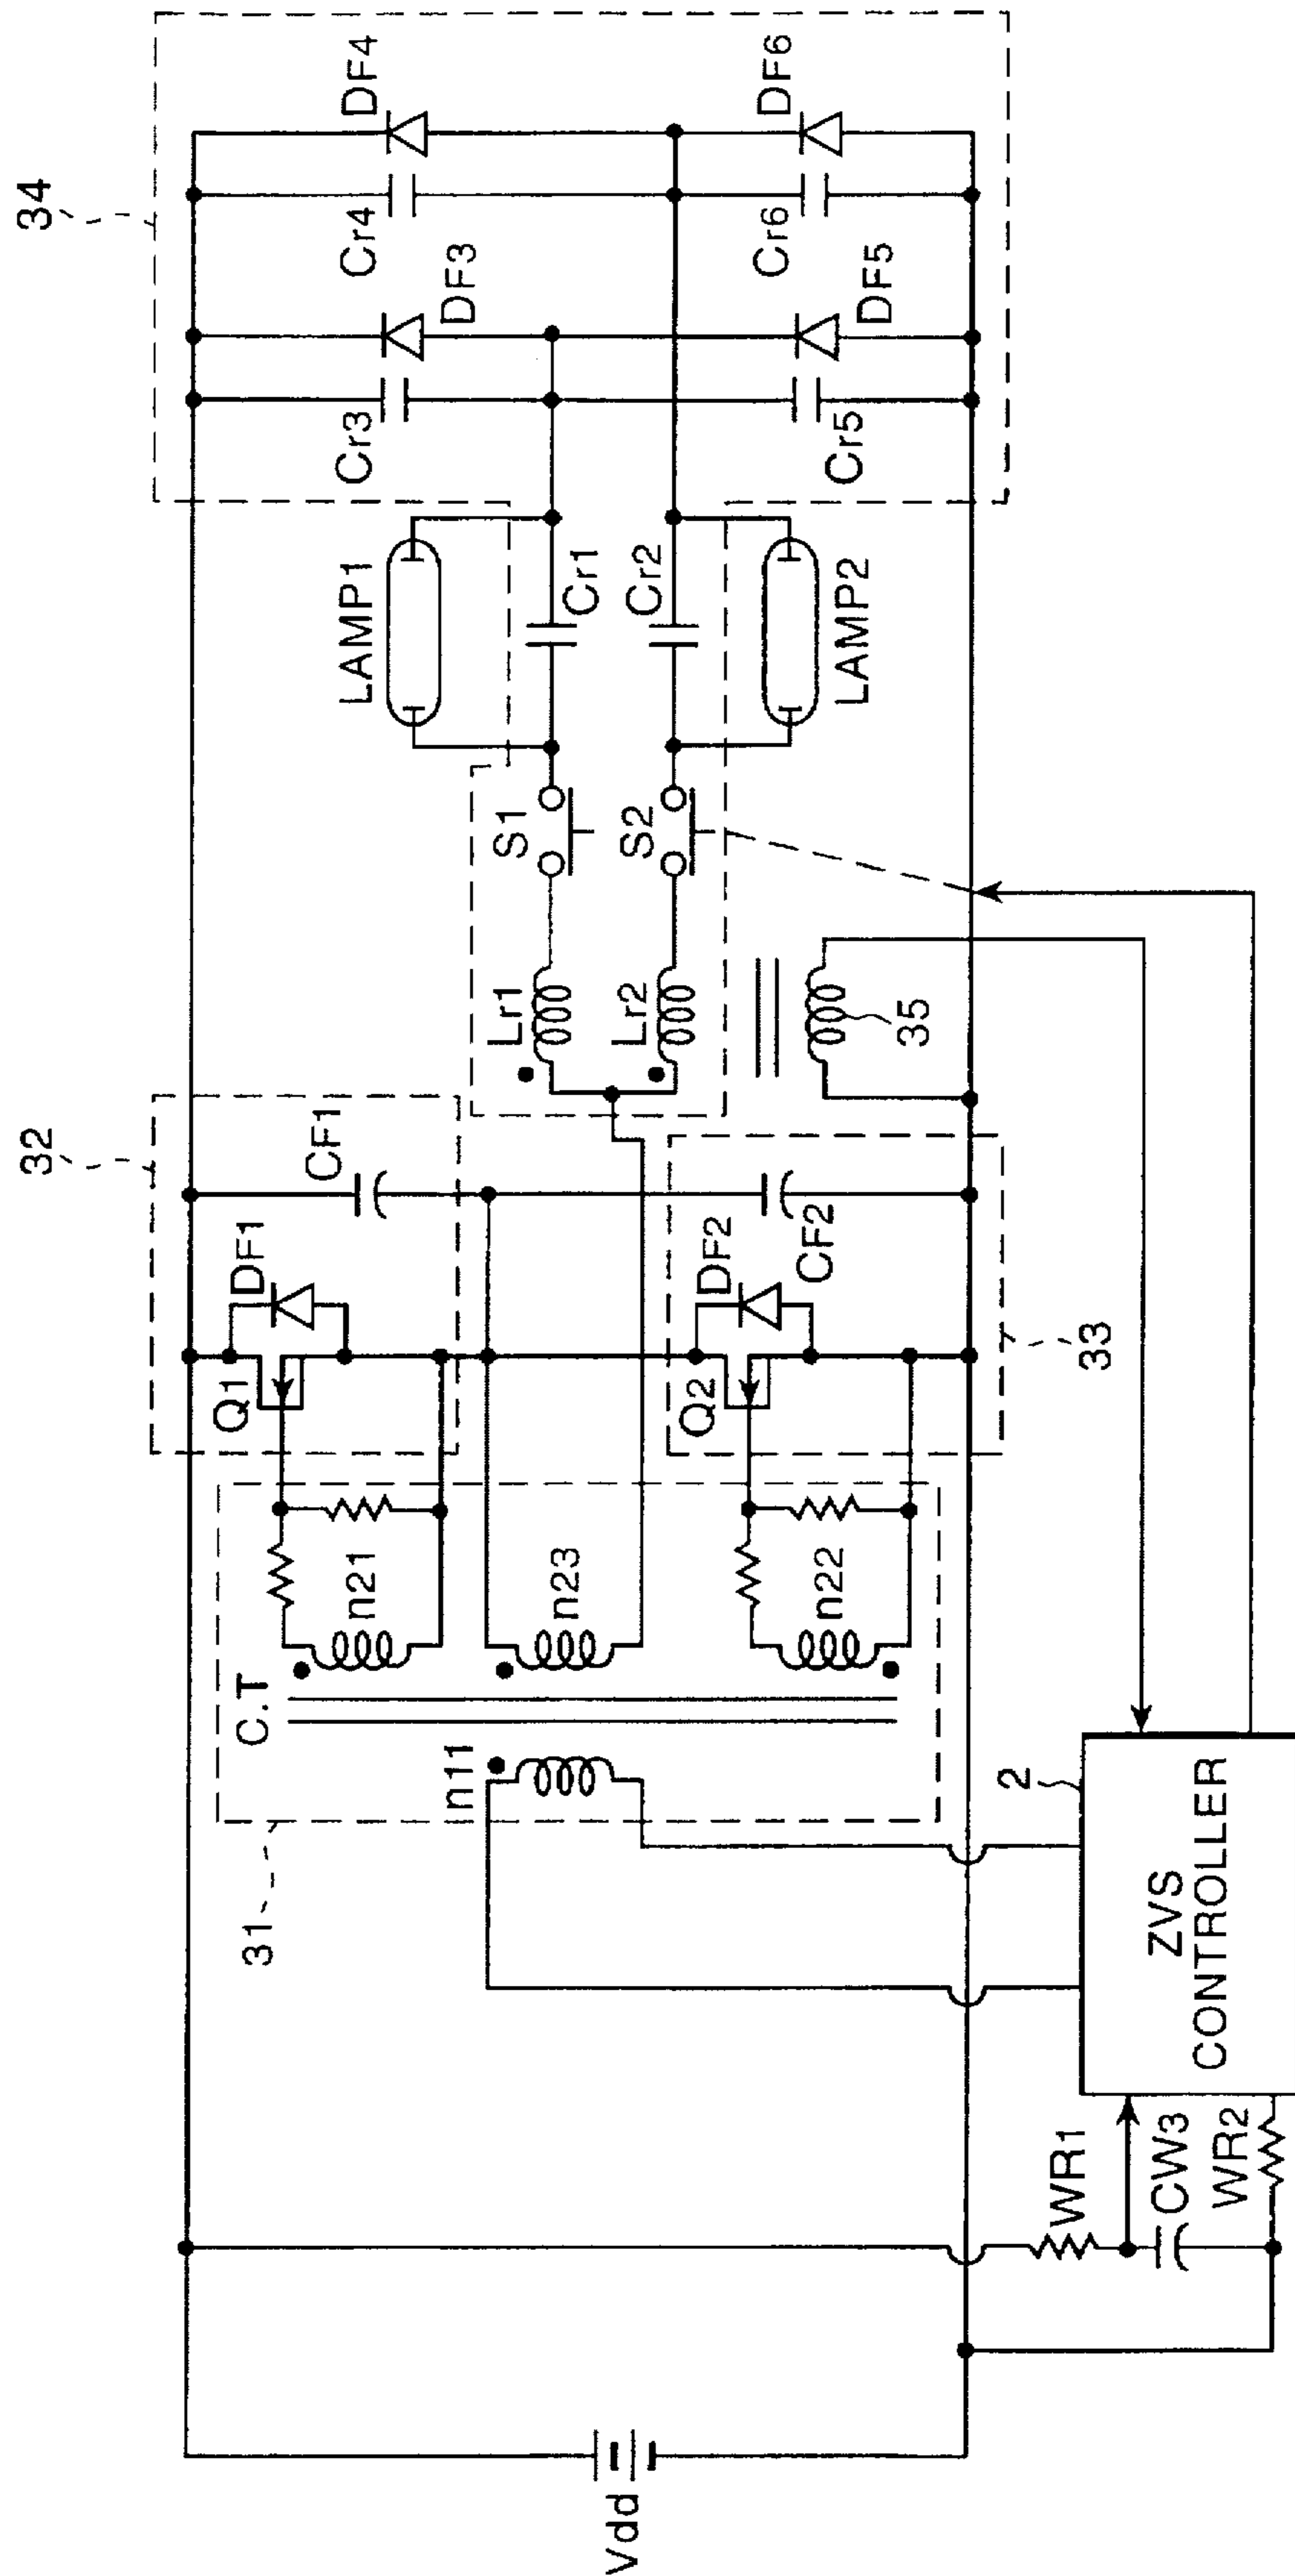 34
DF4
Cr4
DF6
Cr6
DF3
Cr3
DF5
Cr5
LAMP1
Cr1
Cr2
LAMP2
S1
S2
Lr1
Lr2
35
32
CF1
DF1
Q1
DF2
CF2
Q2
33
C.T
n21
n23
n22
n11
31
2
ZVS
CONTROLLER
WR1
CW3
WR2
Vdd